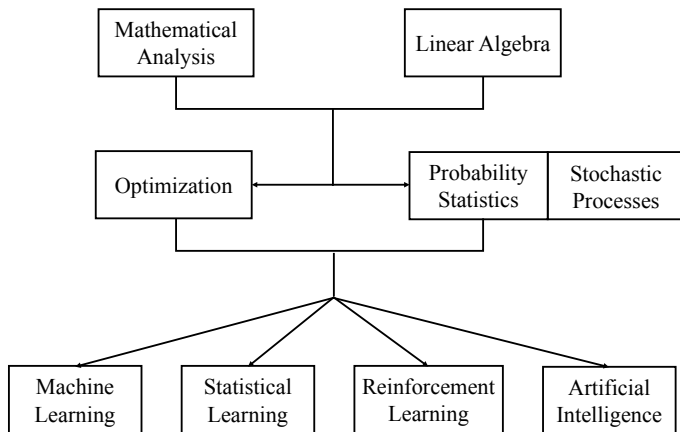 Mathematical
Analysis
Linear Algebra
Optimization
Probability
Statistics
Stochastic
Processes
Machine
Learning
Statistical
Learning
Reinforcement
Learning
Artificial
Intelligence